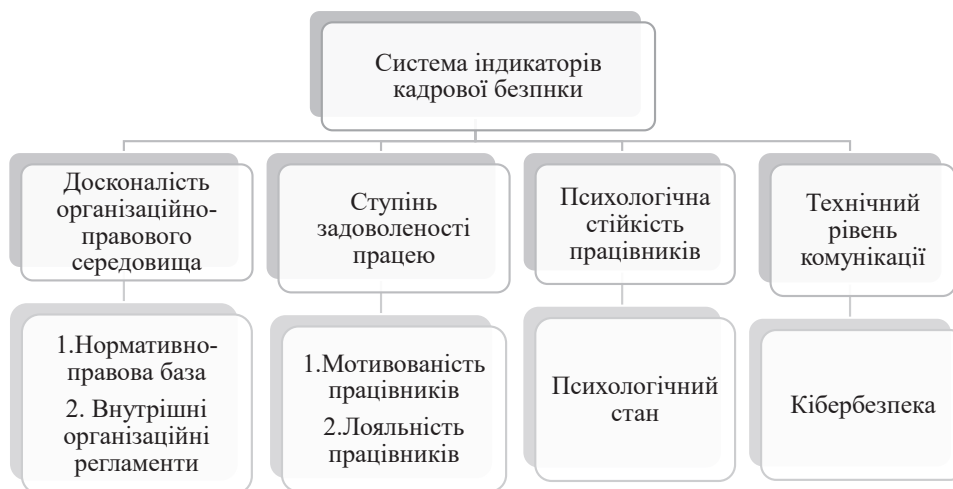 Система індикаторів
кадрової безпнки
Досконалість
організаційно-
правового
середовища
Ступінь
задоволеності
працею
Психологічна
стійкість
працівників
Технічний
рівень
комунікації
1.Нормативно-
правова база
2. Внутрішні
організаційні
регламенти
1.Мотивованість
працівників
2.Лояльність
працівників
Психологічний
стан
Кібербезпека